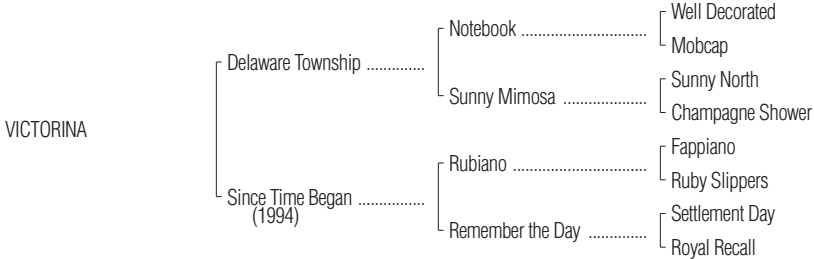 Well Decorated
Notebook ..............................
Mobcap
Delaware Township ..............
Sunny North
Sunny Mimosa ....................
Champagne Shower
VICTORINA
Fappiano
Rubiano ................................
Ruby Slippers
Since Time Began ................
(1994)
Settlement Day
Remember the Day ..............
Royal Recall